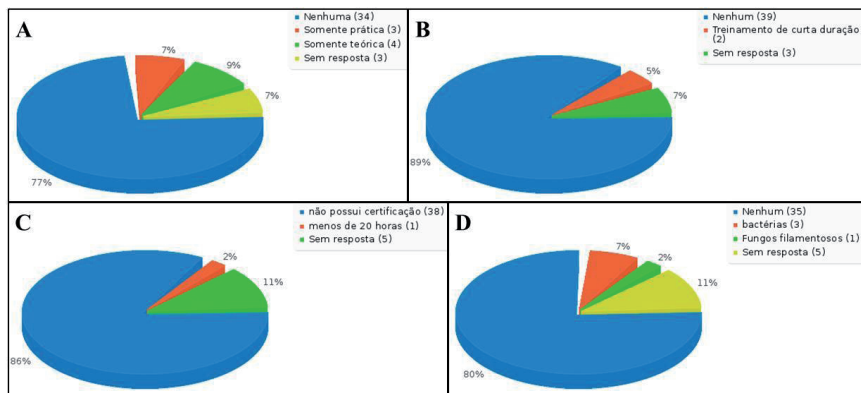 A
Nenhuma (34)
Somente prática (3)
Somente teórica (4)
Sem resposta (3)
7%
9%
7%
77%
B
Nenhum (39)
Treinamento de curta duração
(2)
Sem resposta (3)
5%
7%
89%
C
não possui certificação (38)
menos de 20 horas (1)
Sem resposta (5)
2%
11%
86%
D
Nenhum (35)
bactérias (3)
Fungos filamentosos (1)
Sem resposta (5)
7%
2%
11%
80%